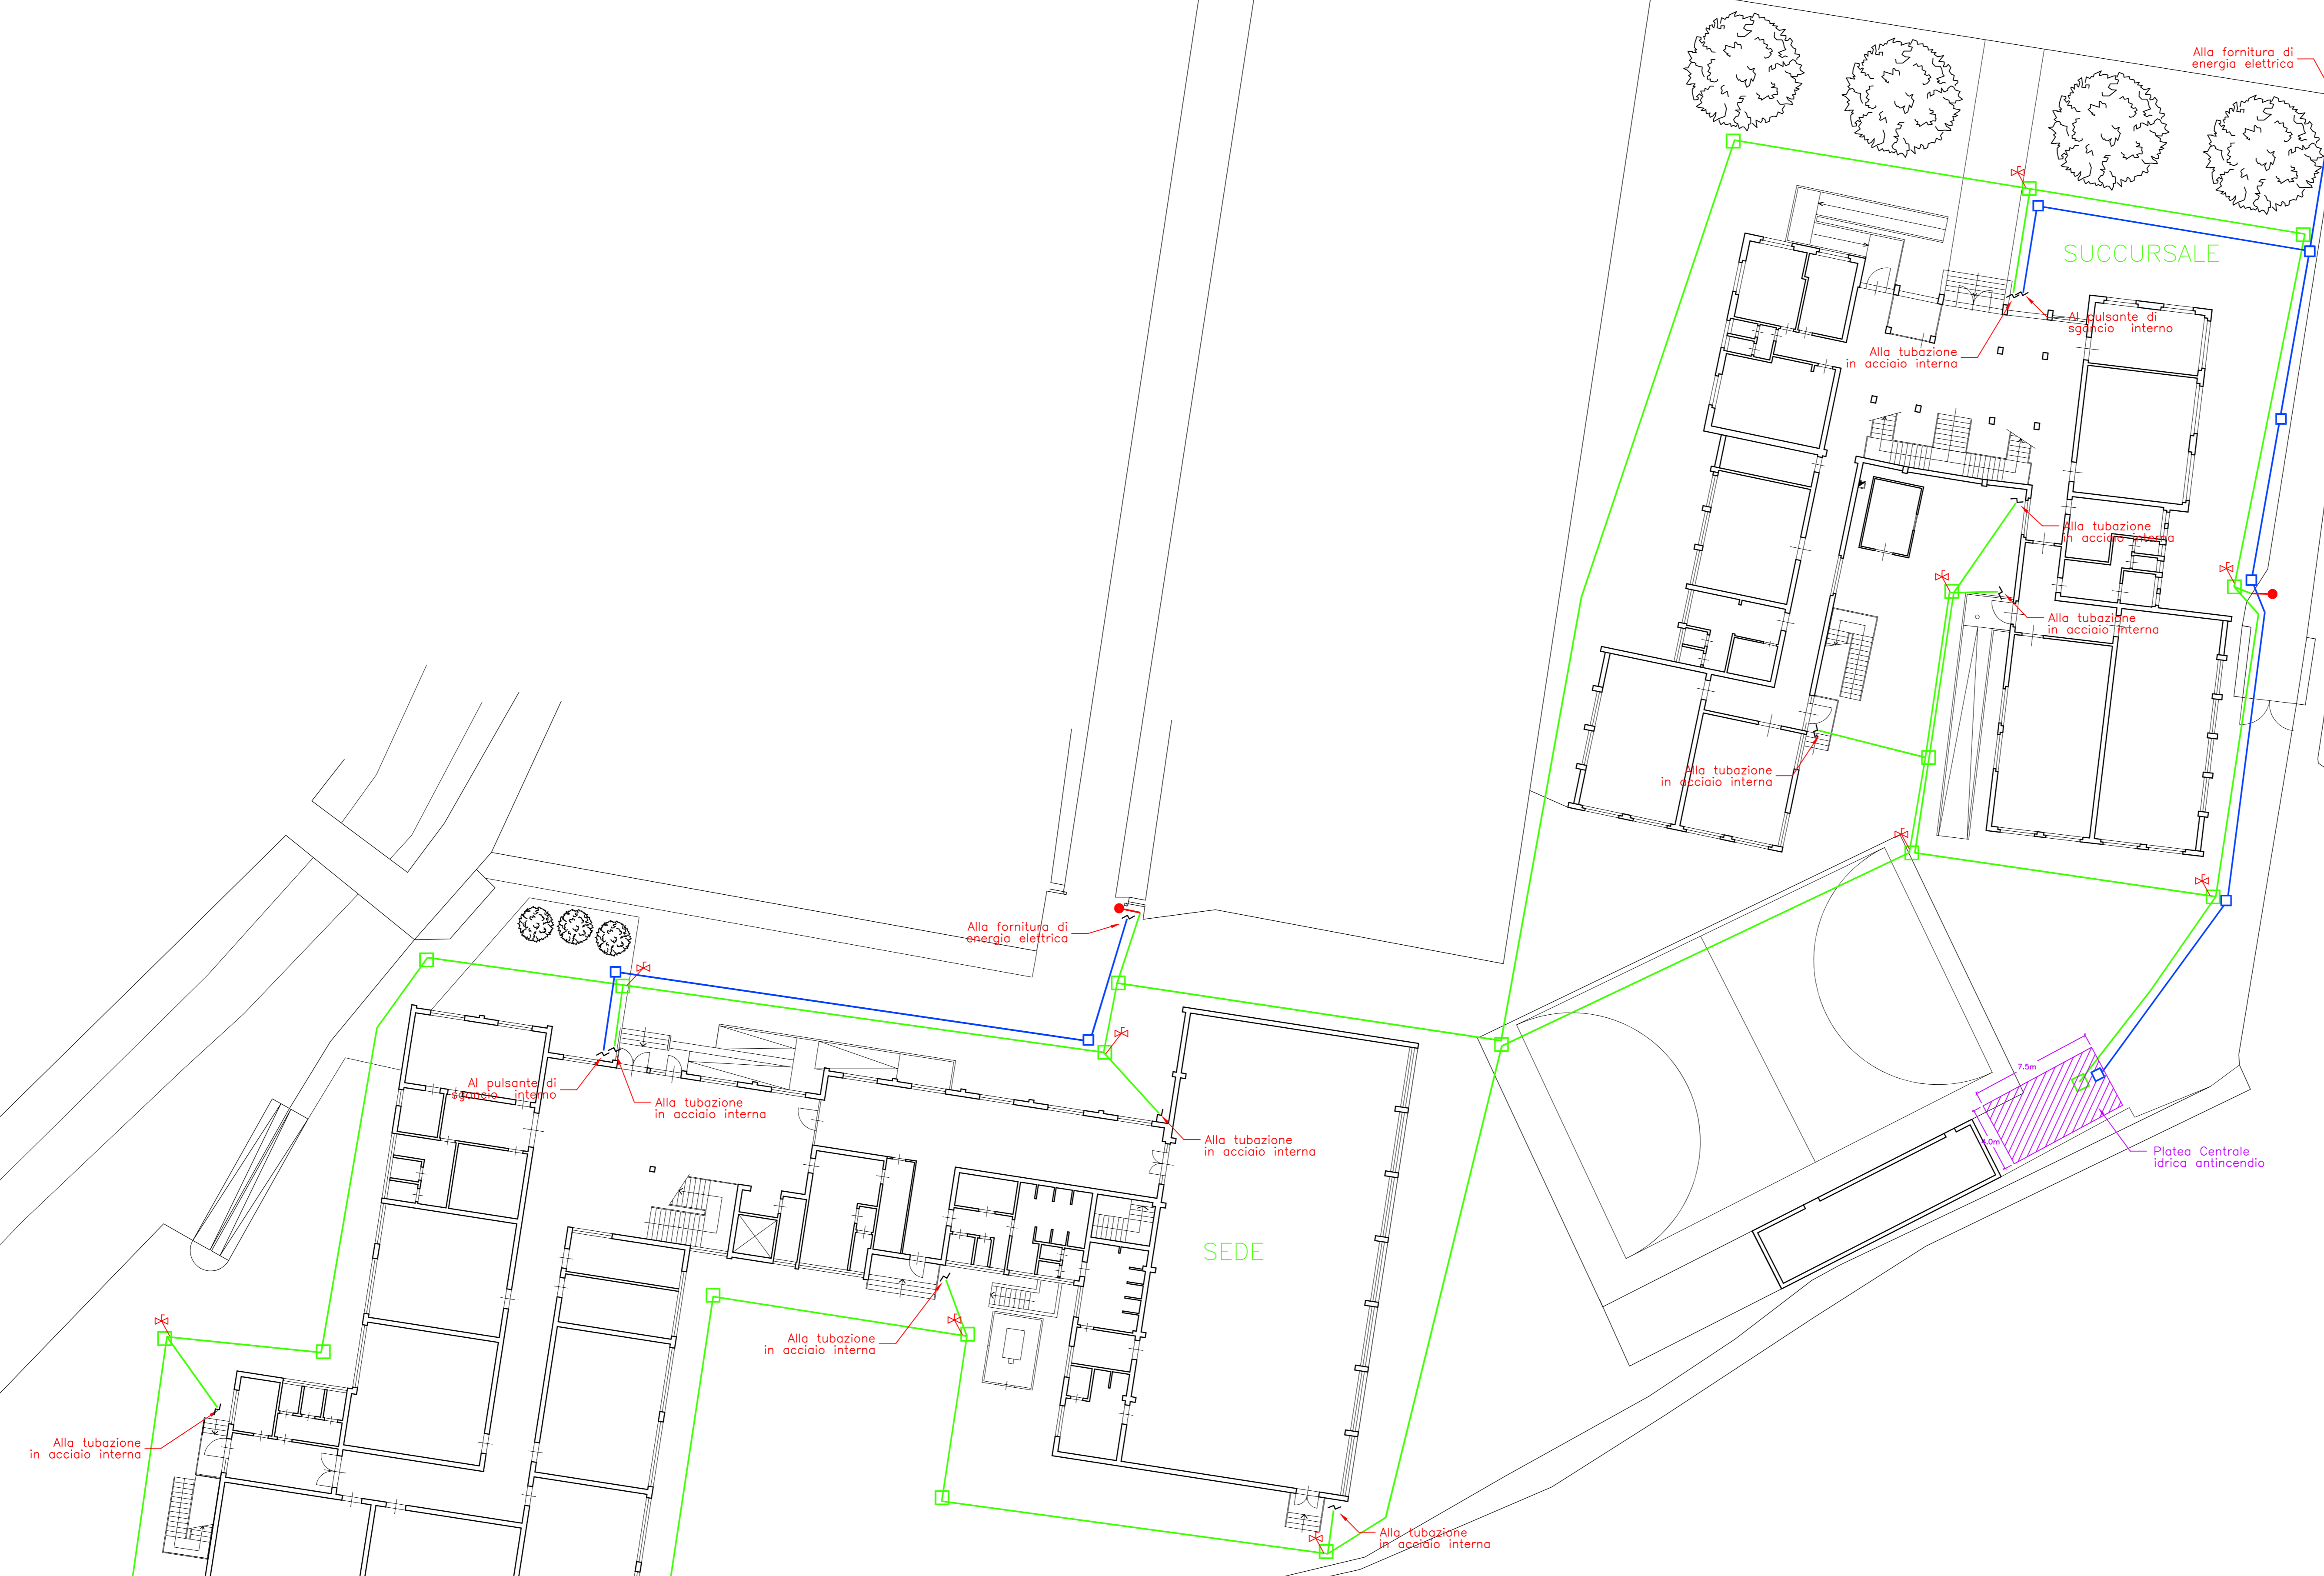 Alla fornitura di
energia elettrica
SUCCURSALE
Al pulsante di
sgancio interno
Alla tubazione
in acciaio interna
Alla tubazione
in acciaio interna
Alla tubazione
in acciaio interna
Alla tubazione
in acciaio interna
Alla fornitura di
energia elettrica
7.5m
4.0m
Al pulsante di
sgancio interno
Alla tubazione
in acciaio interna
Alla tubazione
in acciaio interna
Platea Centrale
idrica antincendio
SEDE
Alla tubazione
in acciaio interna
Alla tubazione
in acciaio interna
Alla tubazione
in acciaio interna